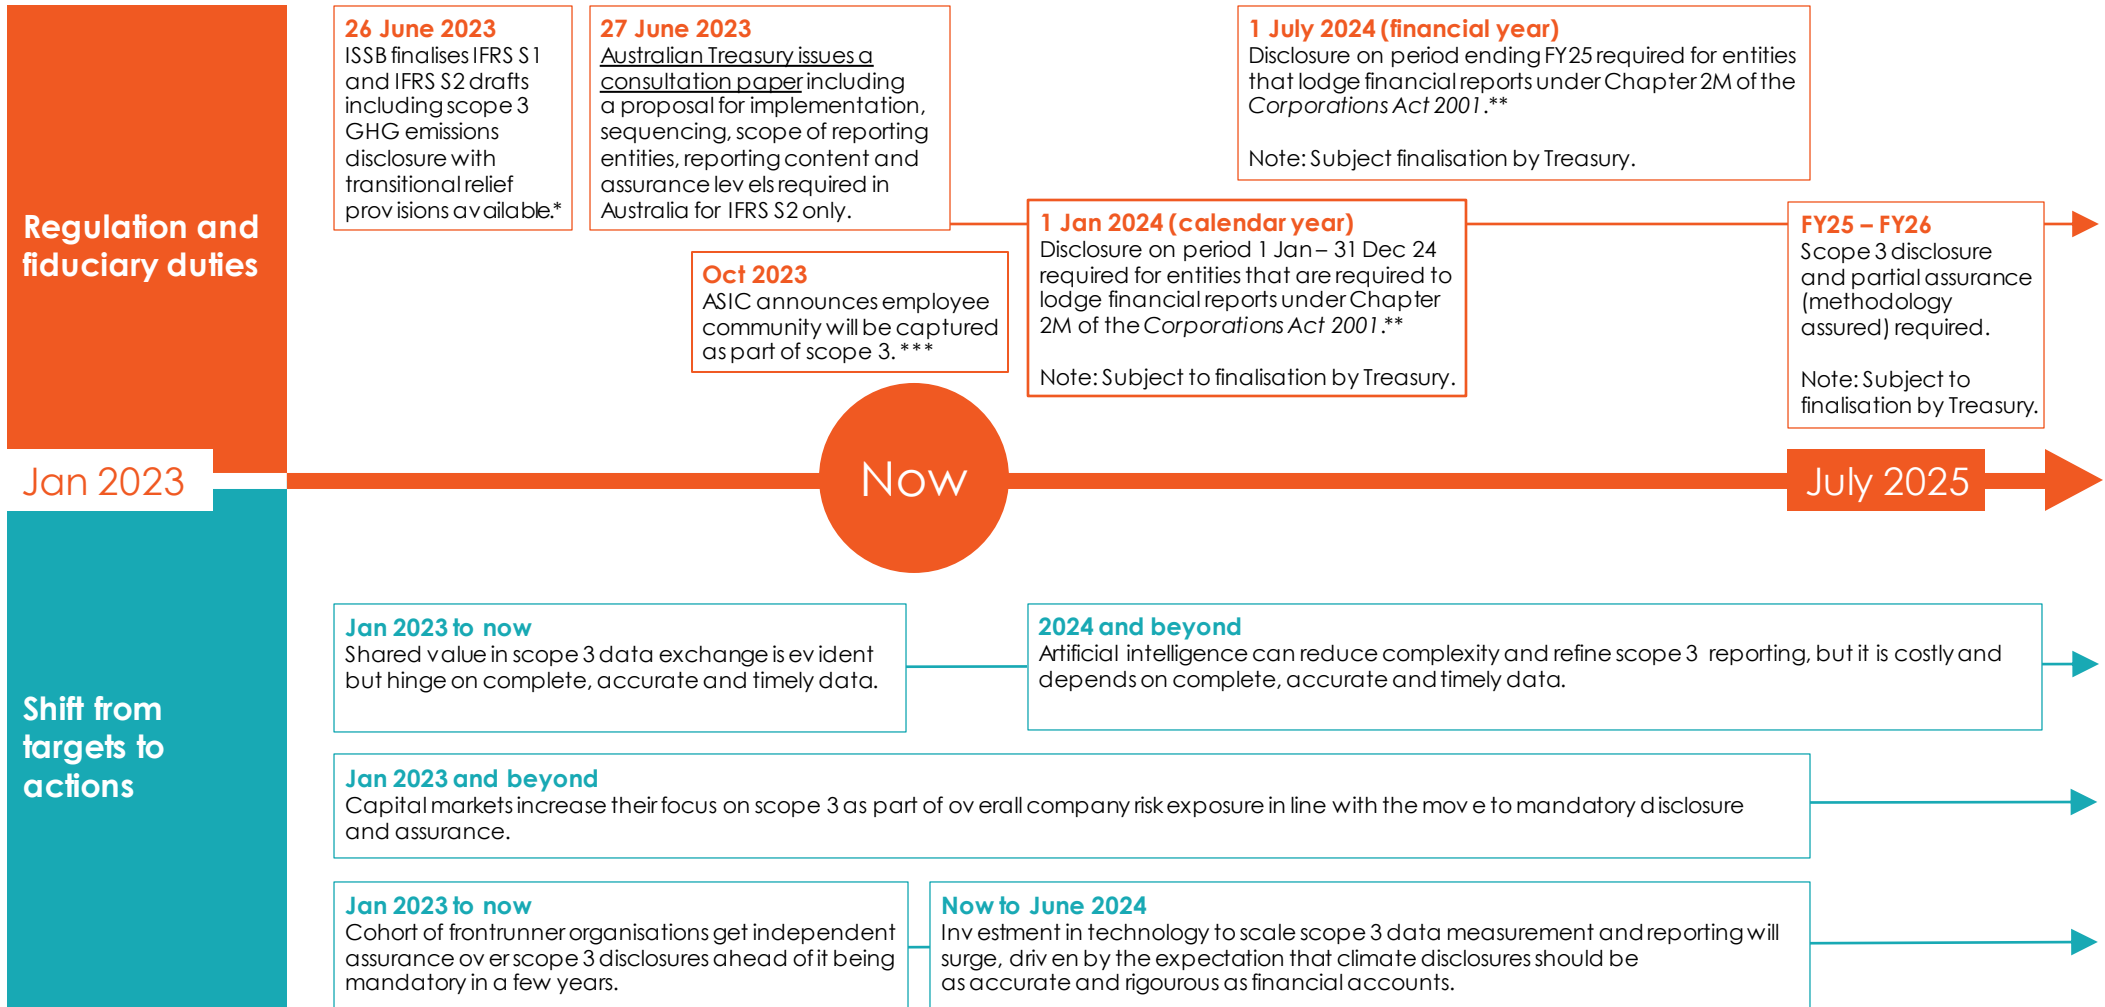 Regulation and
fiduciary duties
26 June 2023
ISSB finalises IFRS S1
and IFRS S2 drafts
including scope 3
GHG emissions
disclosure with
transitional relief
provisions available.*
27 June 2023
Australian Treasury issues a
consultation paper including
a proposal for implementation,
sequencing, scope of reporting
entities, reporting content and
assurance levels required in
Australia for IFRS S2 only.
Oct 2023
ASIC announces employee
community will be captured
as part of scope 3. ***
1 Jan 2024 (calendar year)
Disclosure on period 1 Jan – 31 Dec 24
required for entities that are required to
lodge financial reports under Chapter
2M of the Corporations Act 2001.**
Note: Subject to finalisation by Treasury.
1 July 2024 (financial year)
Disclosure on period ending FY25 required for entities
that lodge financial reports under Chapter 2M of the
Corporations Act 2001.**
Note: Subject finalisation by Treasury.
FY25 – FY26
Scope 3 disclosure
and partial assurance
(methodology
assured) required.
Note: Subject to
finalisation by Treasury.
Jan 2023
Now
July 2025
Shift from
targets to
actions
Jan 2023 to now
Shared value in scope 3 data exchange is evident
but hinge on complete, accurate and timely data.
2024 and beyond
Artificial intelligence can reduce complexity and refine scope 3 reporting, but it is costly and
depends on complete, accurate and timely data.
Jan 2023 and beyond
Capital markets increase their focus on scope 3 as part of overall company risk exposure in line with the move to mandatory disclosure
and assurance.
Jan 2023 to now
Cohort of frontrunner organisations get independent
assurance over scope 3 disclosures ahead of it being
mandatory in a few years.
Now to June 2024
Investment in technology to scale scope 3 data measurement and reporting will
surge, driven by the expectation that climate disclosures should be
as accurate and rigourous as financial accounts.